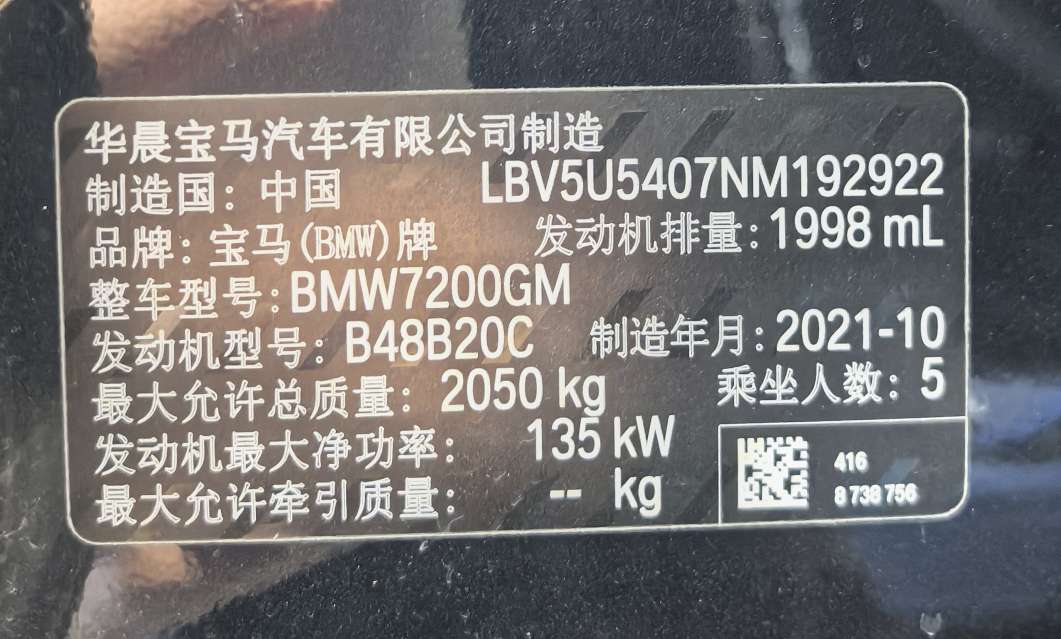 华晨宝马汽车有限公司制造
制造国: 中国 LBV5U5407NM192922
品牌: 宝马(BMW)牌 发动机排量: 1998 mL
整车型号: BMW7200GM
发动机型号: B48B20C 制造年月: 2021-10
最大允许总质量: 2050 kg 乘坐人数: 5
发动机最大净功率: 135 kW
最大允许牵引质量: -- kg
416
8 738 756